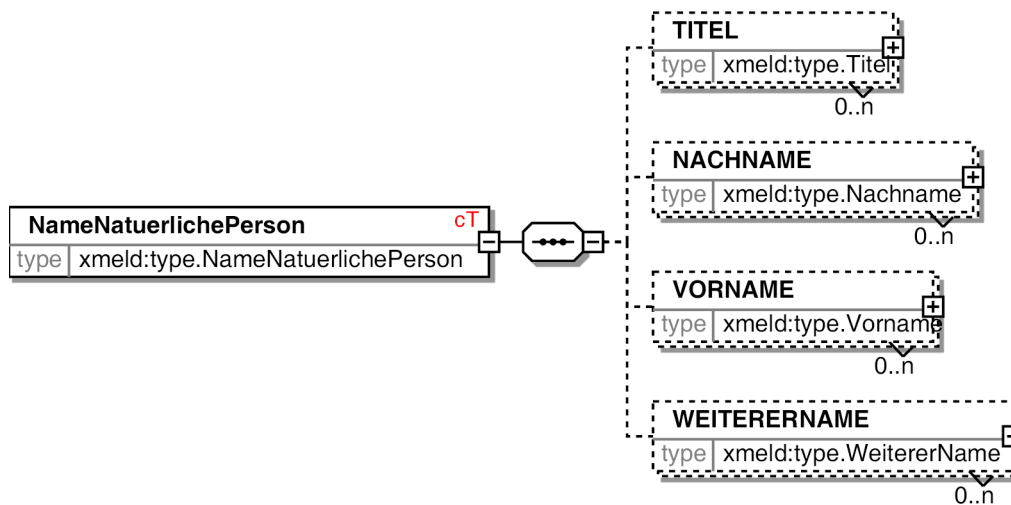 TITEL
type xmeld:type.Titel
0..n
NACHNAME
type xmeld:type.Nachname
0..n
NameNatuerlichePerson cT
type xmeld:type.NameNatuerlichePerson
VORNAME
type xmeld:type.Vorname
0..n
WEITERERNAME
type xmeld:type.WeitererName
0..n